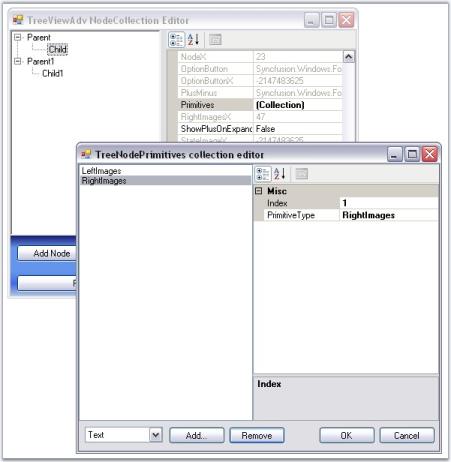 TreeViewAdv NodeCollection Editor
Parent
Child
Parent1
Child1
NodeX 23
OptionButton Syncfusion.Windows.Fo
OptionButtonX -2147483625
PlusMinus Syncfusion.Windows.Fo
Primitives (Collection)
RightImagesX 47
ShowPlusOnExpand False
StateImageX -2147483625
Add Node
TreeNodePrimitives collection editor
LeftImages
RightImages
Misc
Index 1
PrimitiveType RightImages
Index
Text
Add...
Remove
OK
Cancel